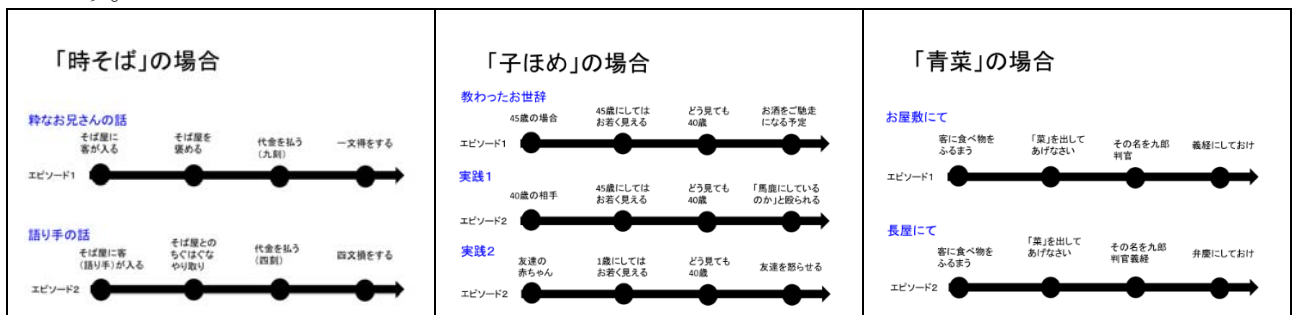 「時そば」の場合
粋なお兄さんの話
そば屋に
客が入る
そば屋を
褒める
代金を払う
(九刻)
一文得をする
エピソード1
語り手の話
そば屋に客
(語り手)が入る
そば屋との
ちぐはぐな
やり取り
代金を払う
(四刻)
四文損をする
エピソード2
「子ほめ」の場合
教わったお世辞
45歳の場合
45歳にしては
お若く見える
どう見ても
40歳
お酒をご馳走
になる予定
エピソード1
実践1
40歳の相手
45歳にしては
お若く見える
どう見ても
40歳
「馬鹿にしている
のか」と殴られる
エピソード2
実践2
友達の
赤ちゃん
1歳にしては
お若く見える
どう見ても
40歳
友達を怒らせる
エピソード2
「青菜」の場合
お屋敷にて
客に食べ物を
ふるまう
「菜」を出して
あげなさい
その名を九郎
判官
義経にしておけ
エピソード1
長屋にて
客に食べ物を
ふるまう
「菜」を出して
あげなさい
その名を九郎
判官義経
弁慶にしておけ
エピソード2